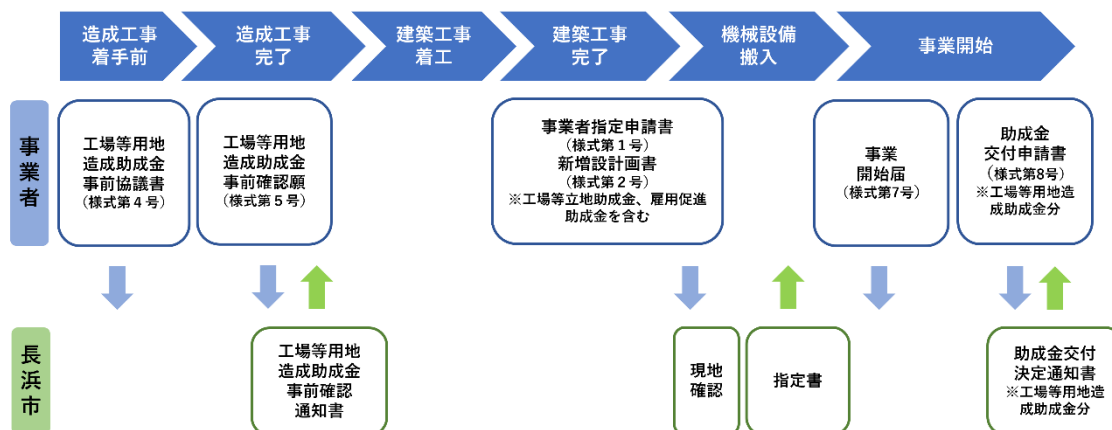 造成工事
着手前
造成工事
完了
建築工事
着工
建築工事
完了
機械設備
搬入
事業開始
事業者
工場等用地
造成助成金
事前協議書
(様式第４号)
工場等用地
造成助成金
事前確認願
(様式第５号)
事業者指定申請書
(様式第１号)
新増設計画書
(様式第２号)
※工場等立地助成金、雇用促進
助成金を含む
事業
開始届
(様式第7号)
助成金
交付申請書
(様式第8号)
※工場等用地造
成助成金分
長浜市
工場等用地
造成助成金
事前確認
通知書
現地
確認
指定書
助成金交付
決定通知書
※工場等用地造
成助成金分